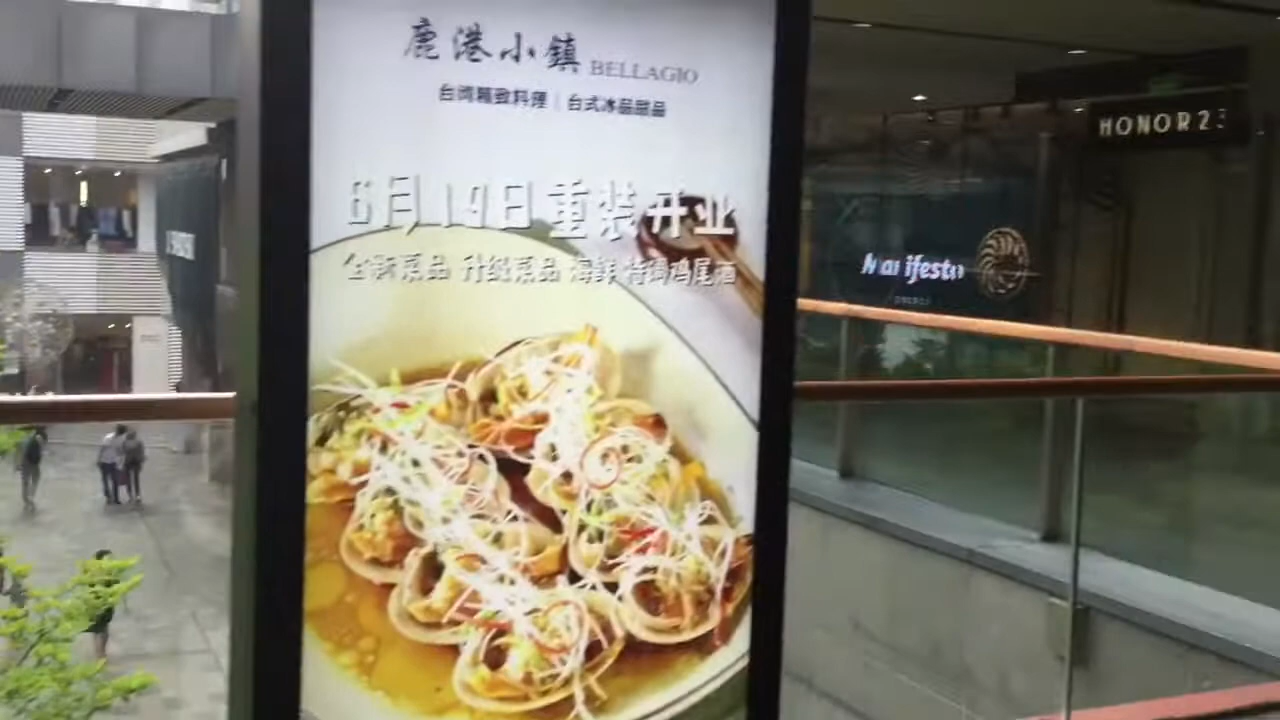 鹿港小鎮 BELLAGIO
台湾精致料理 | 台式冰品甜品
6月19日重装开业
全新菜品 升级菜品 海鲜 特调鸡尾酒
HONOR23
Manifesto